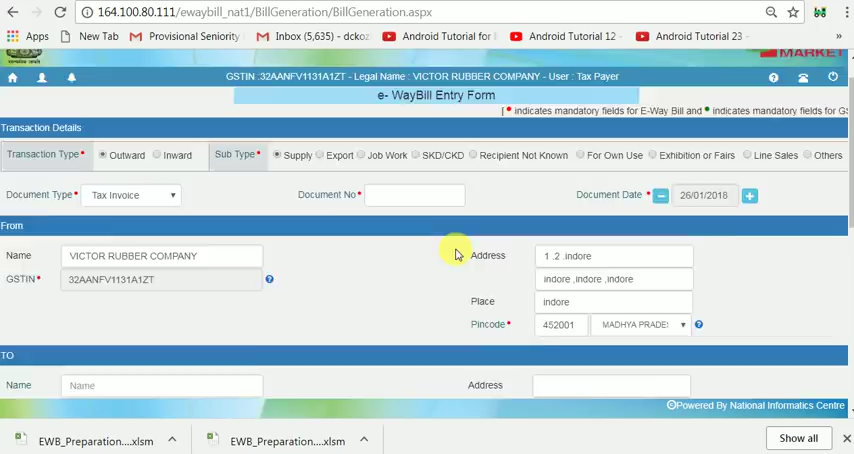 164.100.80.111/ewaybill_nat1/BillGeneration/BillGeneration.aspx
Apps New Tab Provisional Seniority Inbox (5,635) - dckoz Android Tutorial for Android Tutorial 12 - Android Tutorial 23 -
MARKET
GSTIN :32AANFV1131A1ZT - Legal Name : VICTOR RUBBER COMPANY - User : Tax Payer
e- WayBill Entry Form
| • indicates mandatory fields for E-Way Bill and • indicates mandatory fields for GS
Transaction Details
Transaction Type • Outward Inward Sub Type • Supply Export Job Work SKD/CKD Recipient Not Known For Own Use Exhibition or Fairs Line Sales Others
Document Type • Tax Invoice Document No • Document Date • 26/01/2018
From
Name VICTOR RUBBER COMPANY Address 1 ,2 ,indore
GSTIN • 32AANFV1131A1ZT indore ,indore ,indore
Place indore
Pincode • 452001 MADHYA PRADES
TO
Name Name Address
©Powered By National Informatics Centre
EWB_Preparation....xlsm EWB_Preparation....xlsm Show all